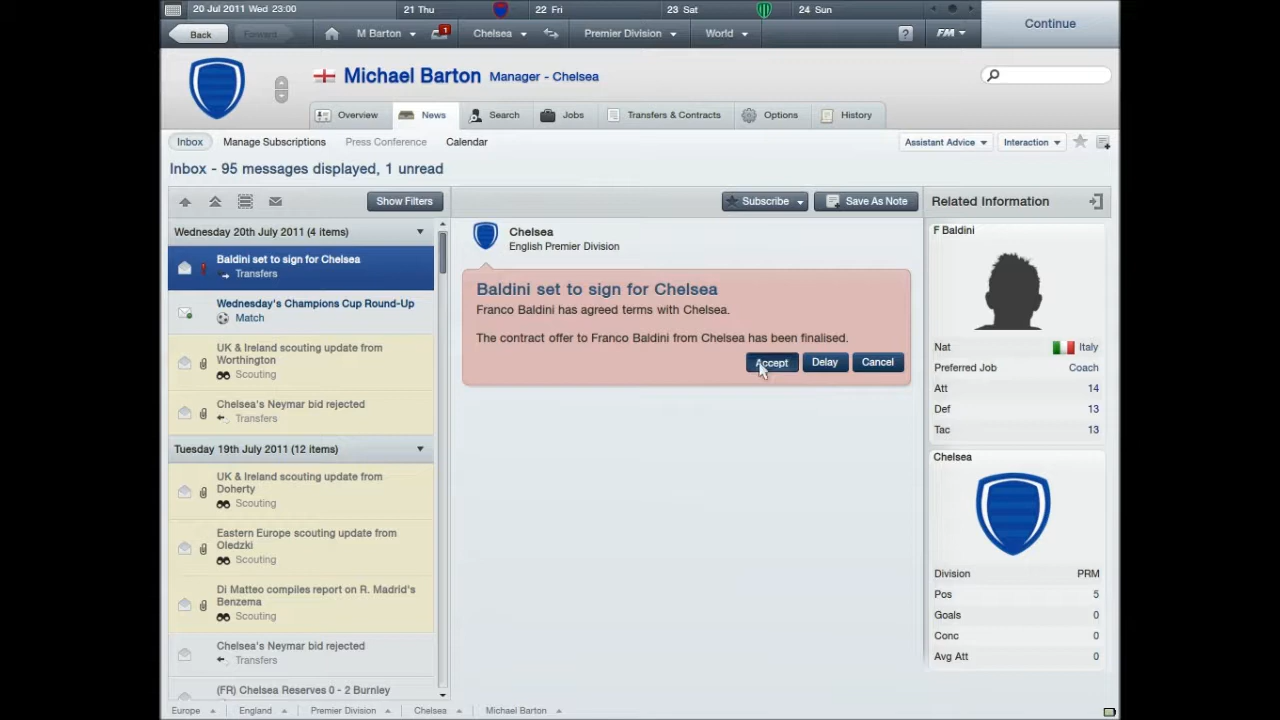 20 Jul 2011 Wed 23:00
21 Thu
22 Fri
23 Sat
24 Sun
Continue
Back
Forward
M Barton
1
Chelsea
Premier Division
World
?
FM
Michael Barton Manager - Chelsea
Overview
News
Search
Jobs
Transfers & Contracts
Options
History
Inbox
Manage Subscriptions
Press Conference
Calendar
Assistant Advice
Interaction
Inbox - 95 messages displayed, 1 unread
Show Filters
Subscribe
Save As Note
Related Information
Wednesday 20th July 2011 (4 items)
Baldini set to sign for Chelsea
Transfers
Wednesday's Champions Cup Round-Up
Match
UK & Ireland scouting update from
Worthington
Scouting
Chelsea's Neymar bid rejected
Transfers
Tuesday 19th July 2011 (12 items)
UK & Ireland scouting update from
Doherty
Scouting
Eastern Europe scouting update from
Oledzki
Scouting
Di Matteo compiles report on R. Madrid's
Benzema
Scouting
Chelsea's Neymar bid rejected
Transfers
(FR) Chelsea Reserves 0 - 2 Burnley
Chelsea
English Premier Division
Baldini set to sign for Chelsea
Franco Baldini has agreed terms with Chelsea.
The contract offer to Franco Baldini from Chelsea has been finalised.
Accept
Delay
Cancel
F Baldini
Nat Italy
Preferred Job Coach
Att 14
Def 13
Tac 13
Chelsea
Division PRM
Pos 5
Goals 0
Conc 0
Avg Att 0
Europe
England
Premier Division
Chelsea
Michael Barton